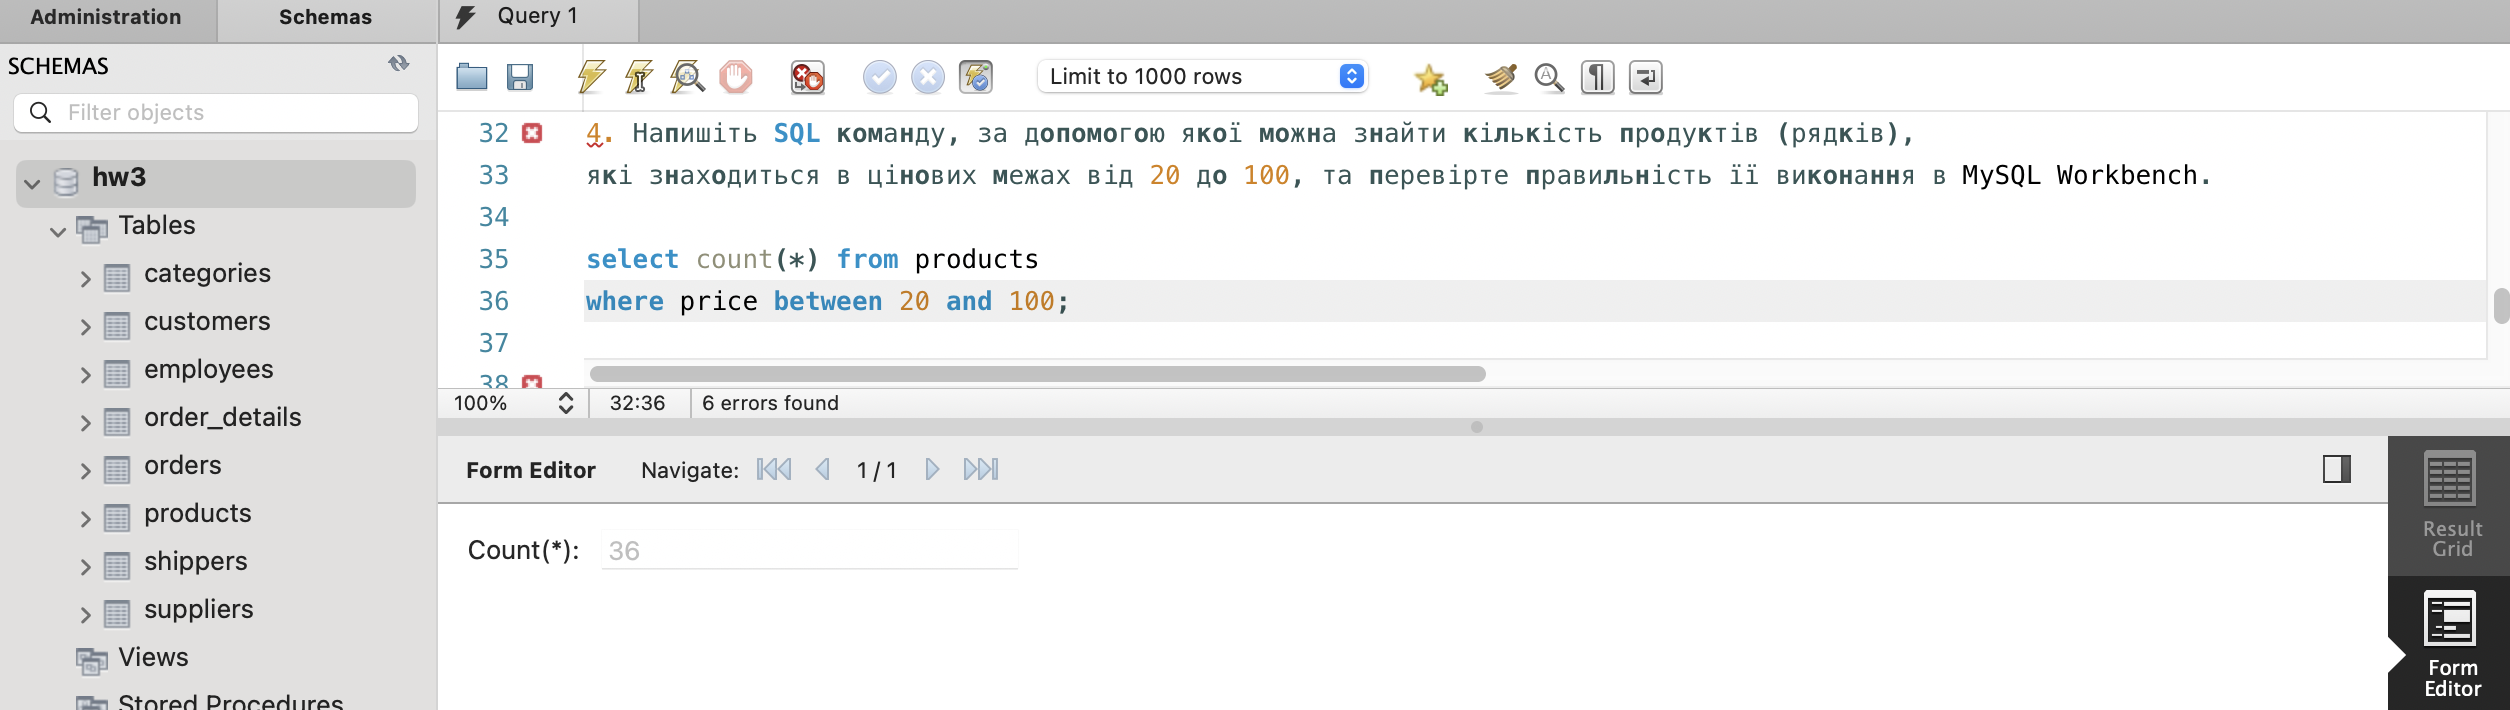 Administration
Schemas
Query 1
SCHEMAS
Filter objects
Limit to 1000 rows
hw3
Tables
categories
customers
employees
order_details
orders
products
shippers
suppliers
Views
Stored Procedures
32 4. Напишіть SQL команду, за допомогою якої можна знайти кількість продуктів (рядків),
33 які знаходиться в цінових межах від 20 до 100, та перевірте правильність її виконання в MySQL Workbench.
34
35 select count(*) from products
36 where price between 20 and 100;
37
38
100% 32:36 6 errors found
Form Editor Navigate: 1 / 1
Count(*): 36
Result
Grid
Form
Editor